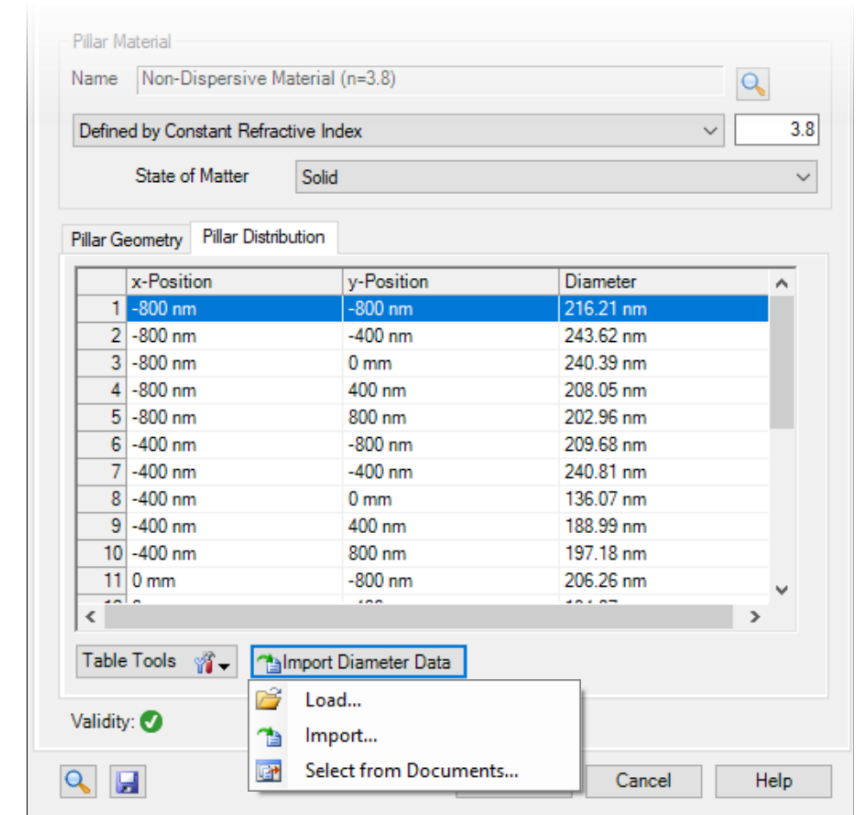 Pillar Material
Name Non-Dispersive Material (n=3.8)
Defined by Constant Refractive Index 3.8
State of Matter Solid
Pillar Geometry Pillar Distribution
x-Position y-Position Diameter
1 -800 nm -800 nm 216.21 nm
2 -800 nm -400 nm 243.62 nm
3 -800 nm 0 mm 240.39 nm
4 -800 nm 400 nm 208.05 nm
5 -800 nm 800 nm 202.96 nm
6 -400 nm -800 nm 209.68 nm
7 -400 nm -400 nm 240.81 nm
8 -400 nm 0 mm 136.07 nm
9 -400 nm 400 nm 188.99 nm
10 -400 nm 800 nm 197.18 nm
11 0 mm -800 nm 206.26 nm
Table Tools Import Diameter Data
Load...
Validity:
Import...
Select from Documents...
Cancel Help